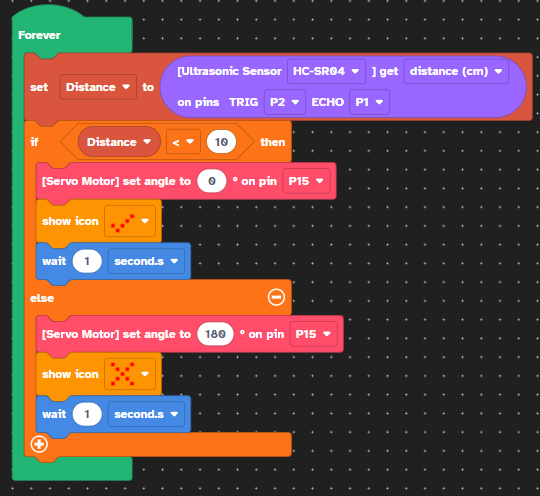 Forever
set Distance to [Ultrasonic Sensor HC-SR04 ] get distance (cm)
on pins TRIG P2 ECHO P1
if Distance < 10 then
[Servo Motor] set angle to 0 ° on pin P15
show icon
wait 1 second.s
else
[Servo Motor] set angle to 180 ° on pin P15
show icon
wait 1 second.s